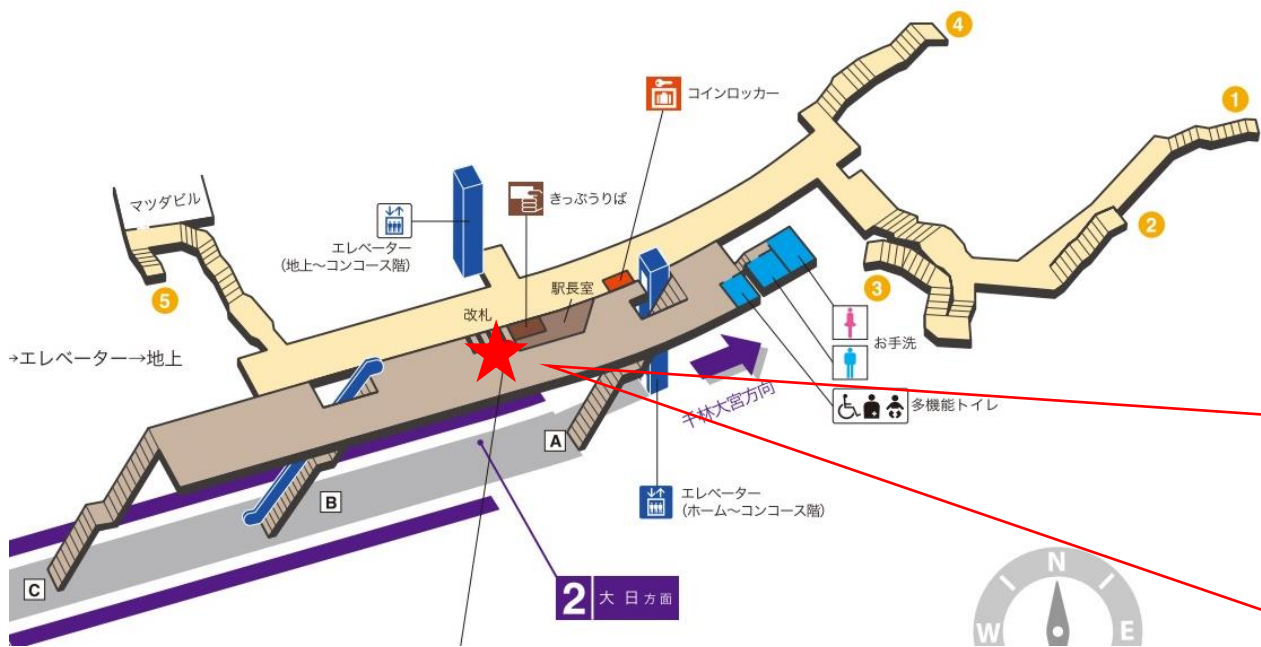 4
1
コインロッカー
マツダビル
きっぷうりば
2
エレベーター
(地上～コンコース階)
駅長室
3
5
改札
お手洗
→エレベーター→地上
千林大宮方向
多機能トイレ
A
B
エレベーター
(ホーム～コンコース階)
C
2 大日方面
N
W
E